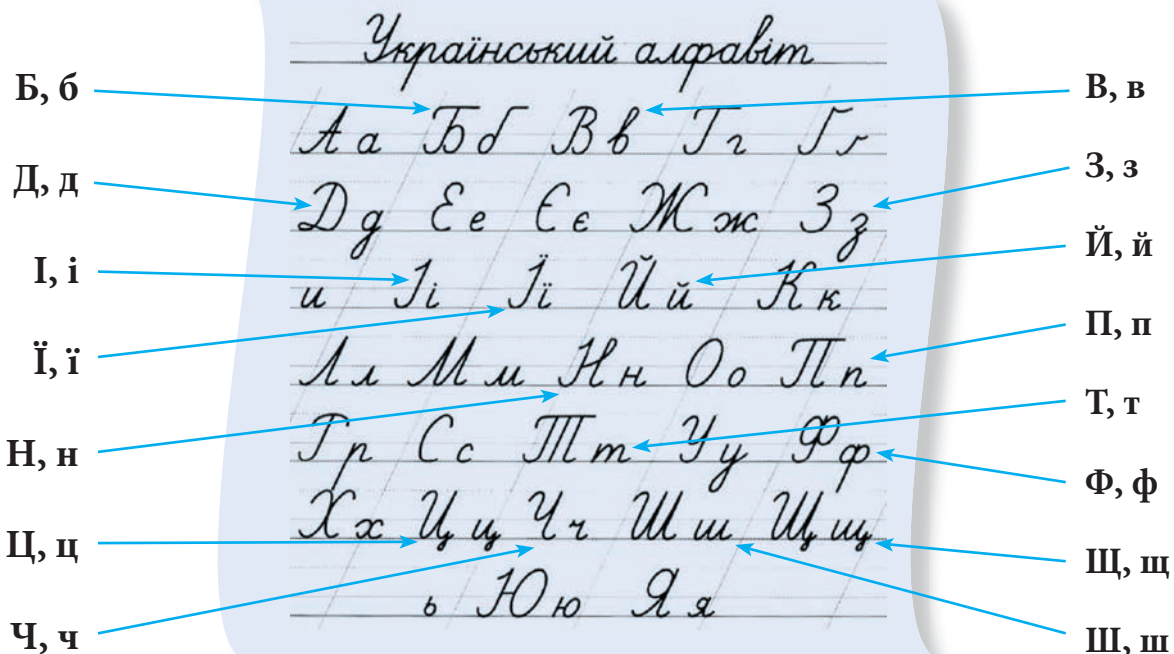 Український алфавіт
Б, б
Д, д
І, і
Ї, ї
Н, н
Ц, ц
Ч, ч
Аа Бб Вв Гг Ґґ
Дд Ее Єє Жж Зз
и Іі Її Йй Кк
Лл Мм Нн Оо Пп
Рр Сс Тт Уу Фф
Хх Цц Чч Шш Щщ
ь Юю Яя
В, в
З, з
Й, й
П, п
Т, т
Ф, ф
Щ, щ
Ш, ш